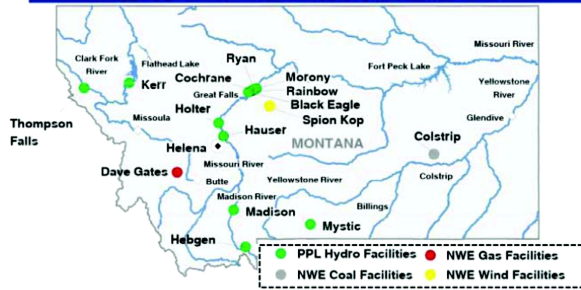 Missouri River
Ryan
Clark Fork
River
Flathead Lake
Fort Peck Lake
Cochrane
Morony
Kerr
Rainbow
Yellowstone
River
Great Falls
Black Eagle
Holter
Spion Kop
Missoula
Glendive
Thompson
Falls
Hauser
Colstrip
Helena
MONTANA
Missouri River
Dave Gates
Colstrip
Butte
Yellowstone River
Madison River
Billings
Madison
Mystic
Hebgen
PPL Hydro Facilities
NWE Gas Facilities
NWE Coal Facilities
NWE Wind Facilities